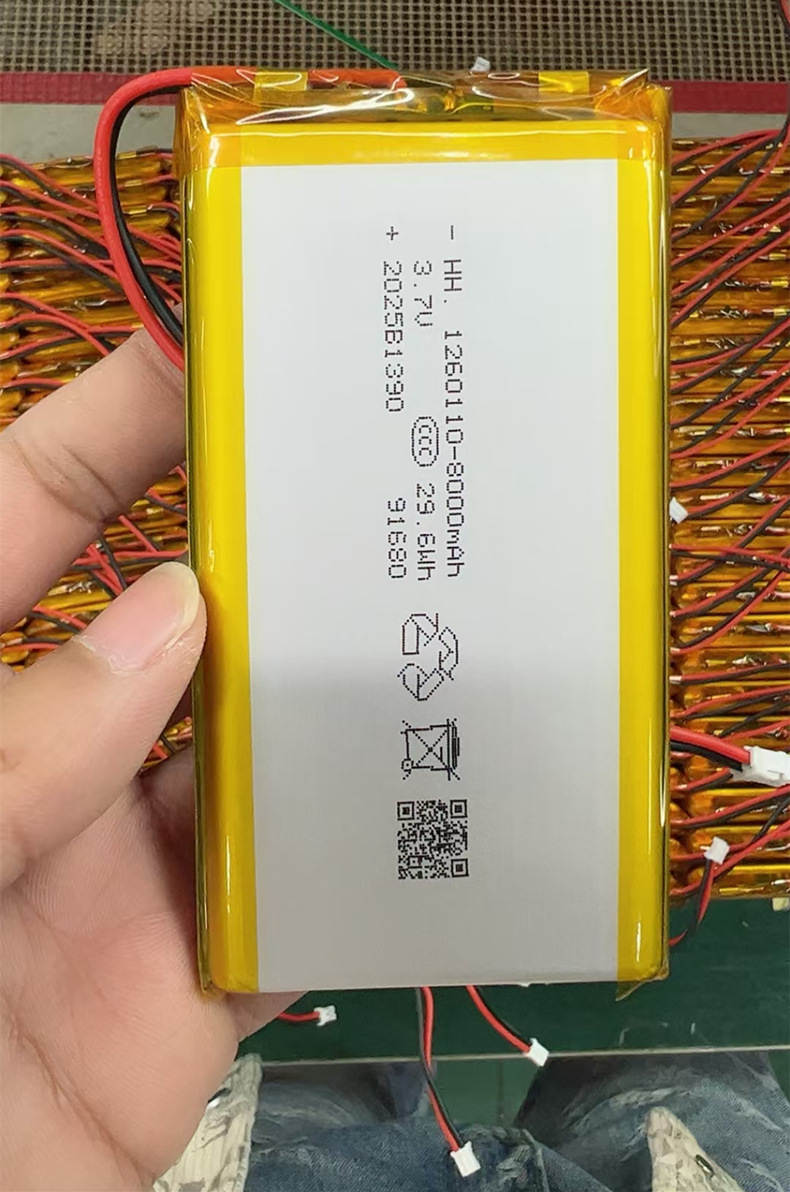 - HH. 1260110-8000mAh
3.7V CCC 29.6Wh
+ 2025B1390 91680